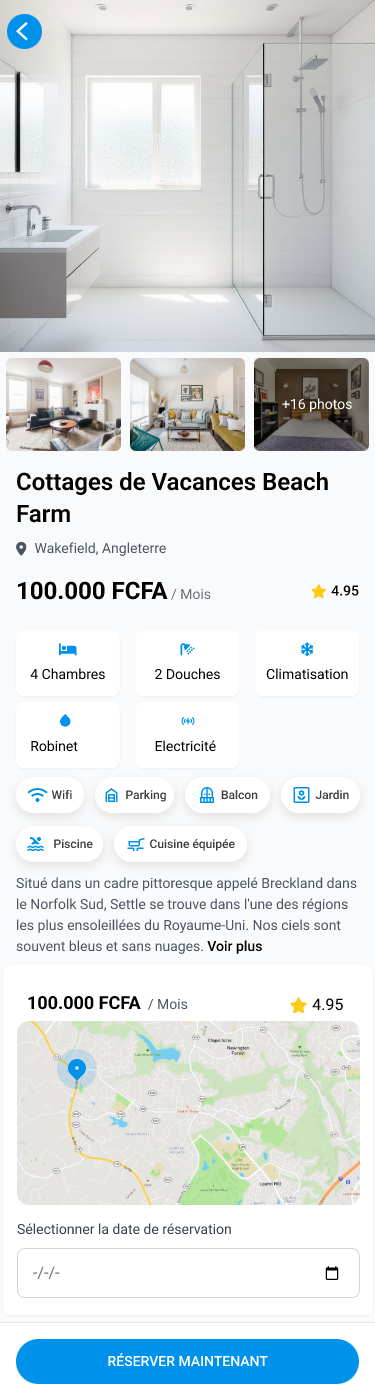 +16 photos
Cottages de Vacances Beach
Farm
Wakefield, Angleterre
100.000 FCFA / Mois
4.95
4 Chambres
2 Douches
Climatisation
Robinet
Electricité
Wifi
Parking
Balcon
Jardin
Piscine
Cuisine équipée
Situé dans un cadre pittoresque appelé Breckland dans
le Norfolk Sud, Settle se trouve dans l'une des régions
les plus ensoleillées du Royaume-Uni. Nos ciels sont
souvent bleus et sans nuages. Voir plus
100.000 FCFA / Mois
4.95
Chapel Acres
Newington
Forest
Laurel Hill
Sélectionner la date de réservation
-/-/-
RÉSERVER MAINTENANT